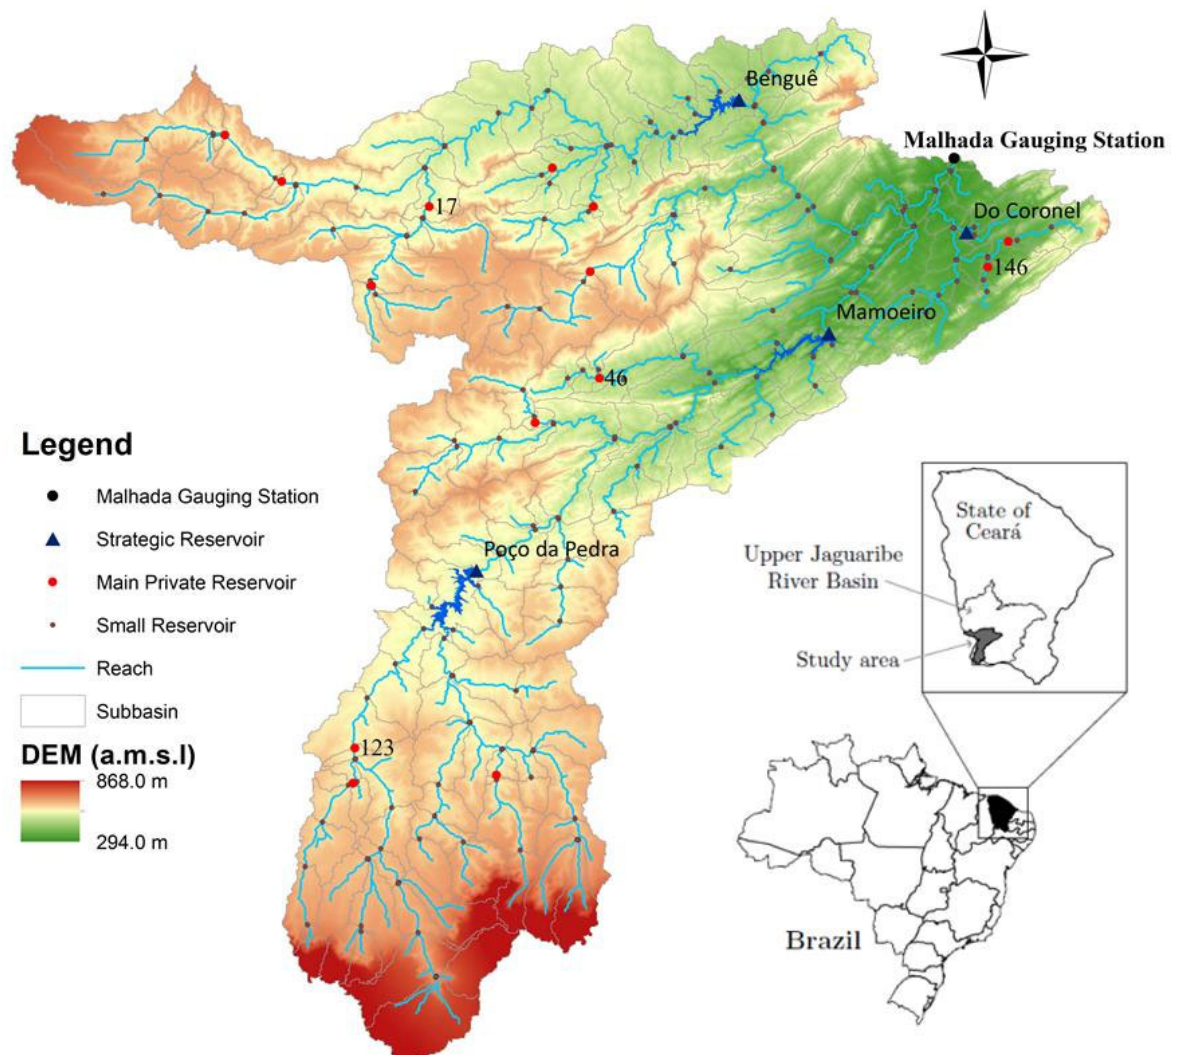 Benguê
Malhada Gauging Station
17
Do Coronel
146
Mamoeiro
46
Legend
Malhada Gauging Station
Strategic Reservoir
Main Private Reservoir
Small Reservoir
Reach
Subbasin
DEM (a.m.s.l)
868.0 m
294.0 m
Poço da Pedra
123
State of
Ceará
Upper Jaguaribe
River Basin
Study area
Brazil